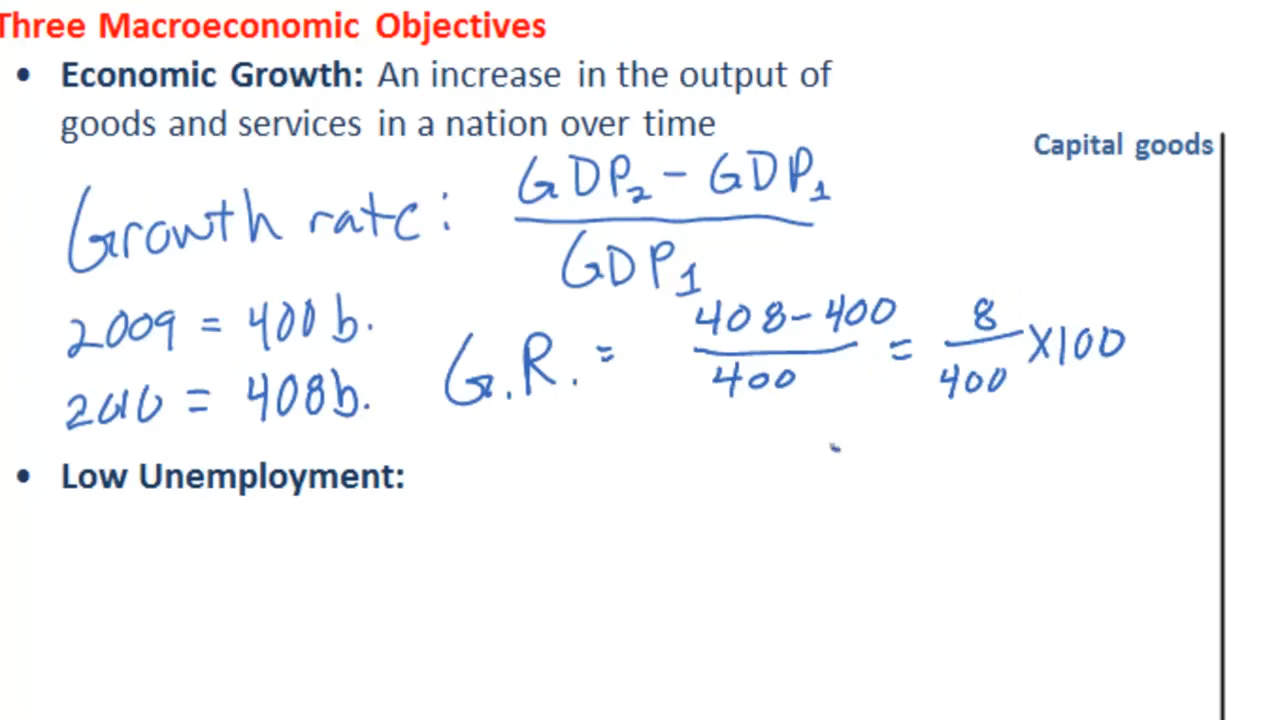 Three Macroeconomic Objectives
• Economic Growth: An increase in the output of
goods and services in a nation over time
Capital goods
Growth rate: GDP₂ - GDP₁
GDP₁
2009 = 400 b.
G.R. = 408 - 400 = 8 X100
400 400
2010 = 408b.
• Low Unemployment: